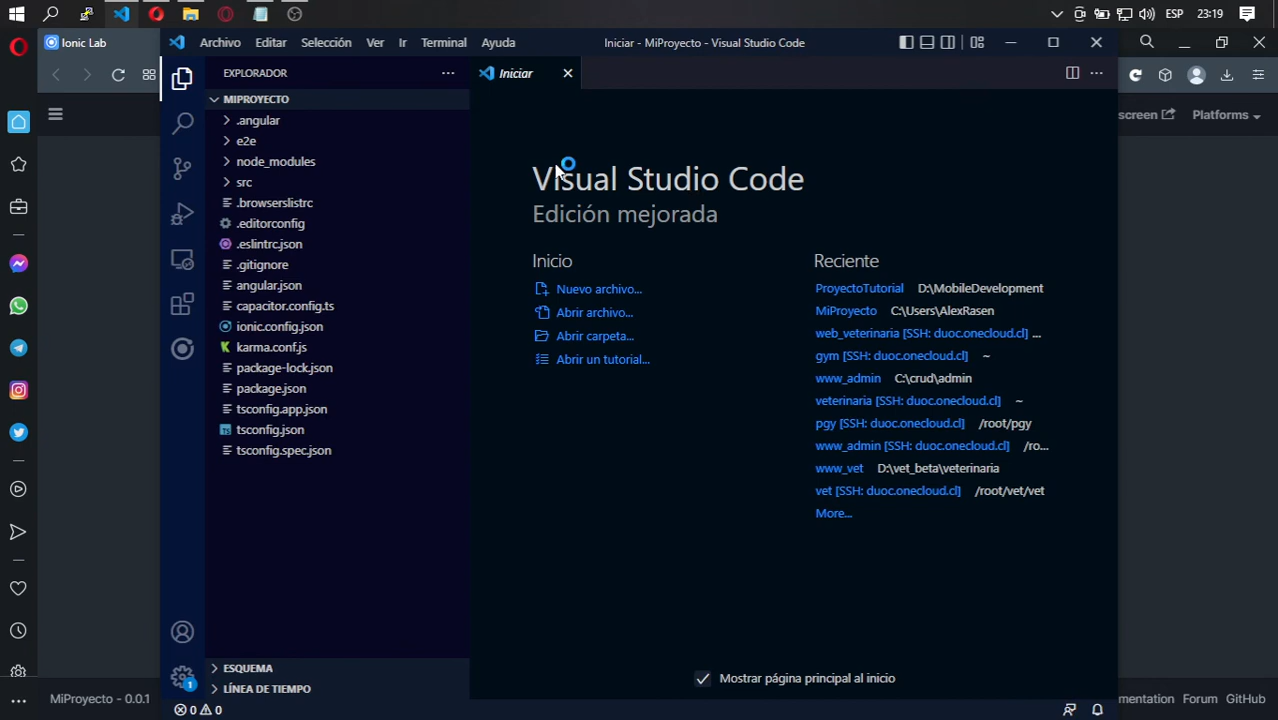 ESP
23:19
Ionic Lab
Archivo
Editar
Selección
Ver
Ir
Terminal
Ayuda
Iniciar - MiProyecto - Visual Studio Code
screen
Platforms
EXPLORADOR
MIPROYECTO
.angular
e2e
node_modules
src
.browserslistrc
.editorconfig
.eslintrc.json
.gitignore
angular.json
capacitor.config.ts
ionic.config.json
karma.conf.js
package-lock.json
package.json
tsconfig.app.json
tsconfig.json
tsconfig.spec.json
ESQUEMA
LÍNEA DE TIEMPO
Iniciar
Visual Studio Code
Edición mejorada
Inicio
Nuevo archivo...
Abrir archivo...
Abrir carpeta...
Abrir un tutorial...
Reciente
ProyectoTutorial D:\MobileDevelopment
MiProyecto C:\Users\AlexRasen
web_veterinaria [SSH: duoc.onecloud.cl] ...
gym [SSH: duoc.onecloud.cl] ~
www_admin C:\crud\admin
veterinaria [SSH: duoc.onecloud.cl] ~
pgy [SSH: duoc.onecloud.cl] /root/pgy
www_admin [SSH: duoc.onecloud.cl] /ro...
www_vet D:\vet_beta\veterinaria
vet [SSH: duoc.onecloud.cl] /root/vet/vet
More...
Mostrar página principal al inicio
1
0 0
MiProyecto - 0.0.1
mentation
Forum
GitHub